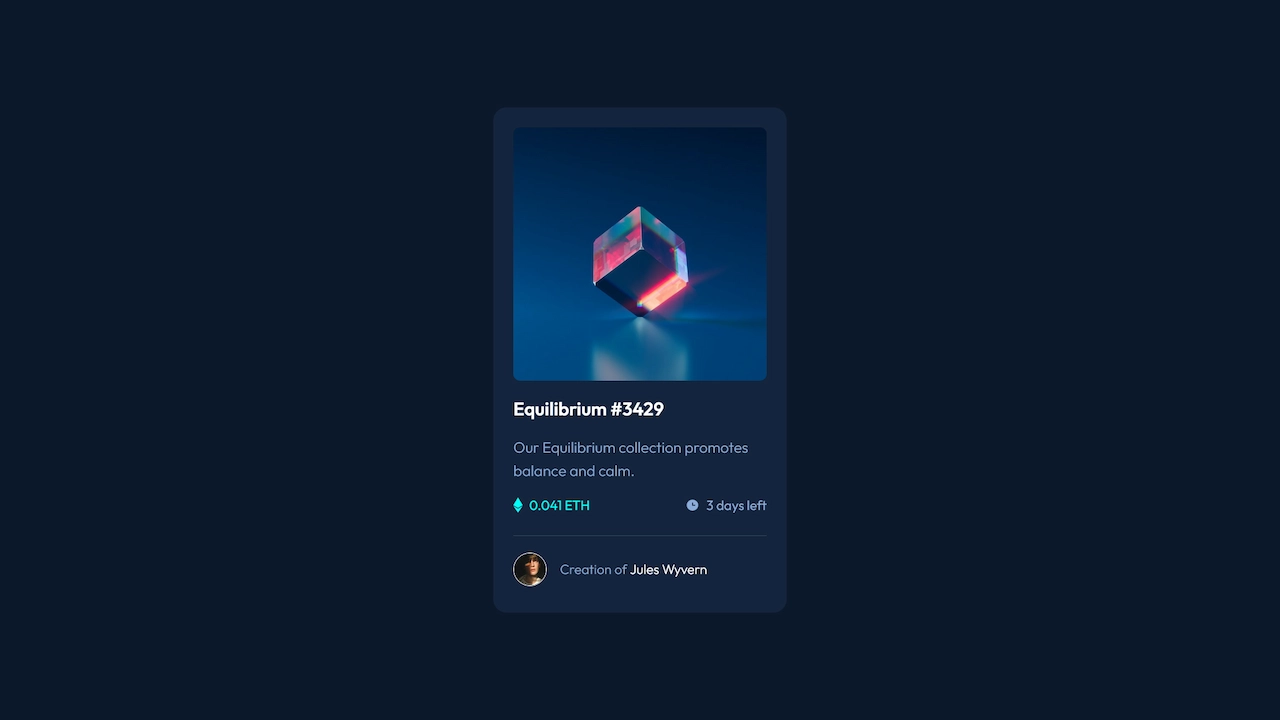 Equilibrium #3429
Our Equilibrium collection promotes
balance and calm.
0.041 ETH
3 days left
Creation of Jules Wyvern